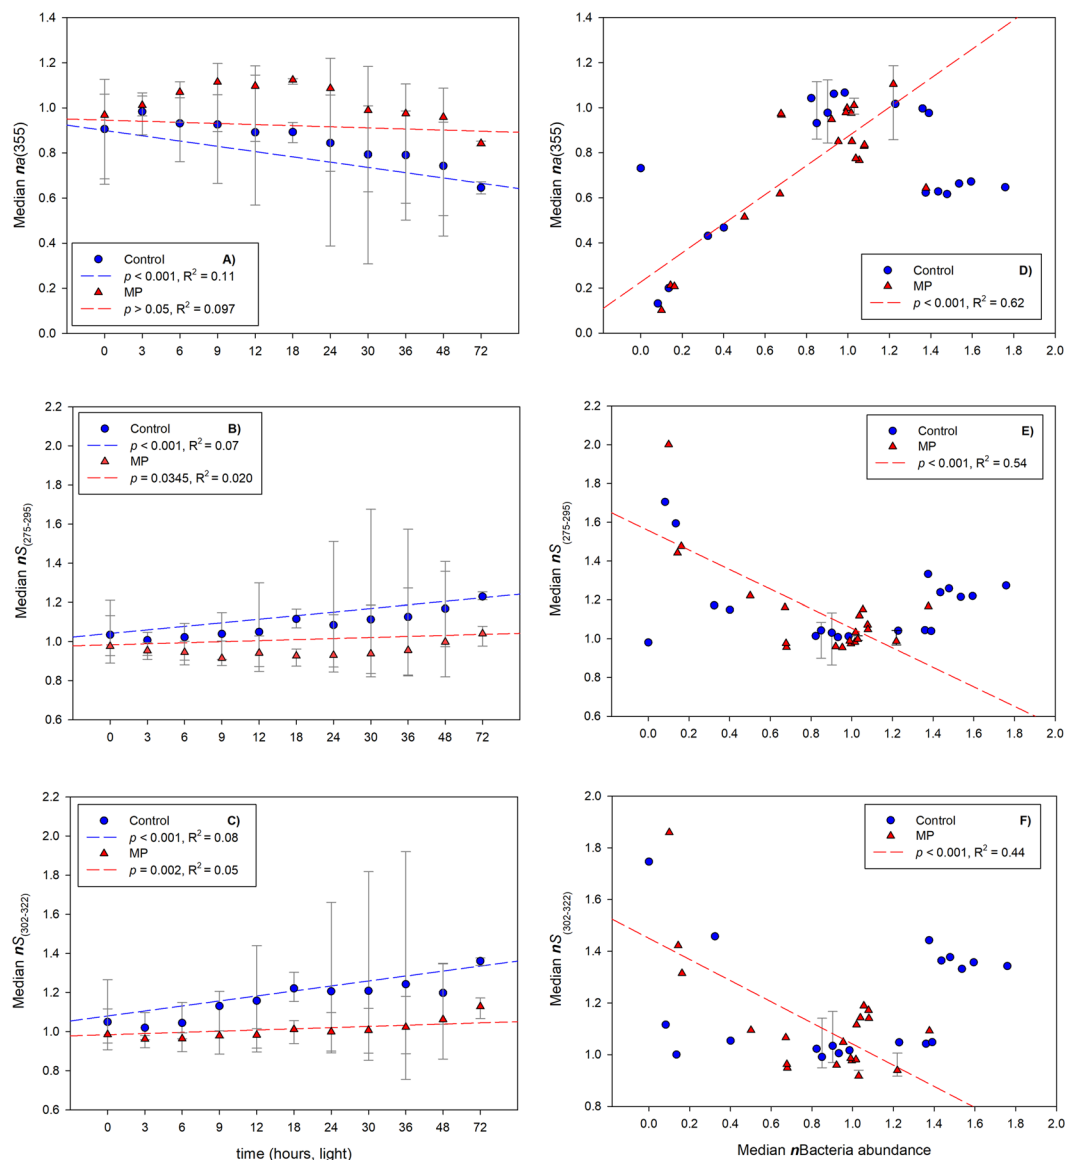 Median na(355)
1.4
1.2
1.0
0.8
0.6
0.4
0.2
0.0
Control A)
p < 0.001, R² = 0.11
MP
p > 0.05, R² = 0.097
0 3 6 9 12 18 24 30 36 48 72
Median na(355)
1.4
1.2
1.0
0.8
0.6
0.4
0.2
0.0
Control D)
MP
p < 0.001, R² = 0.62
0.0 0.2 0.4 0.6 0.8 1.0 1.2 1.4 1.6 1.8 2.0
Median nS(275-295)
2.2
2.0
1.8
1.6
1.4
1.2
1.0
0.8
0.6
Control B)
p < 0.001, R² = 0.07
MP
p = 0.0345, R² = 0.020
0 3 6 9 12 18 24 30 36 48 72
Median nS(275-295)
2.2
2.0
1.8
1.6
1.4
1.2
1.0
0.8
0.6
Control E)
MP
p < 0.001, R² = 0.54
0.0 0.2 0.4 0.6 0.8 1.0 1.2 1.4 1.6 1.8 2.0
Median nS(302-322)
2.2
2.0
1.8
1.6
1.4
1.2
1.0
0.8
0.6
Control C)
p < 0.001, R² = 0.08
MP
p = 0.002, R² = 0.05
0 3 6 9 12 18 24 30 36 48 72
time (hours, light)
Median nS(302-322)
2.0
1.8
1.6
1.4
1.2
1.0
0.8
Control F)
MP
p < 0.001, R² = 0.44
0.0 0.2 0.4 0.6 0.8 1.0 1.2 1.4 1.6 1.8 2.0
Median nBacteria abundance